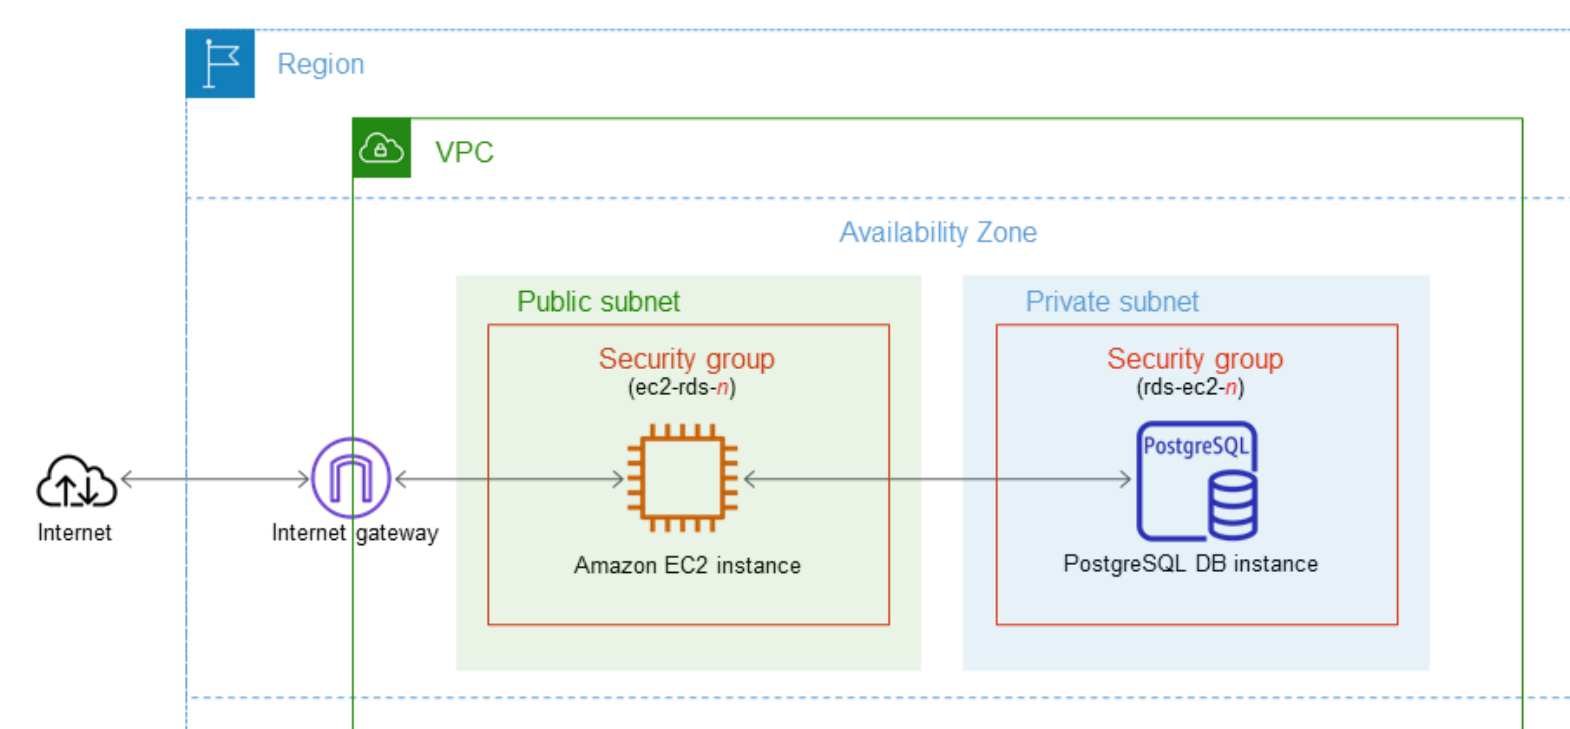 Region
VPC
Availability Zone
Public subnet
Private subnet
Security group
(ec2-rds-n)
Security group
(rds-ec2-n)
PostgreSQL
Internet
Internet gateway
Amazon EC2 instance
PostgreSQL DB instance